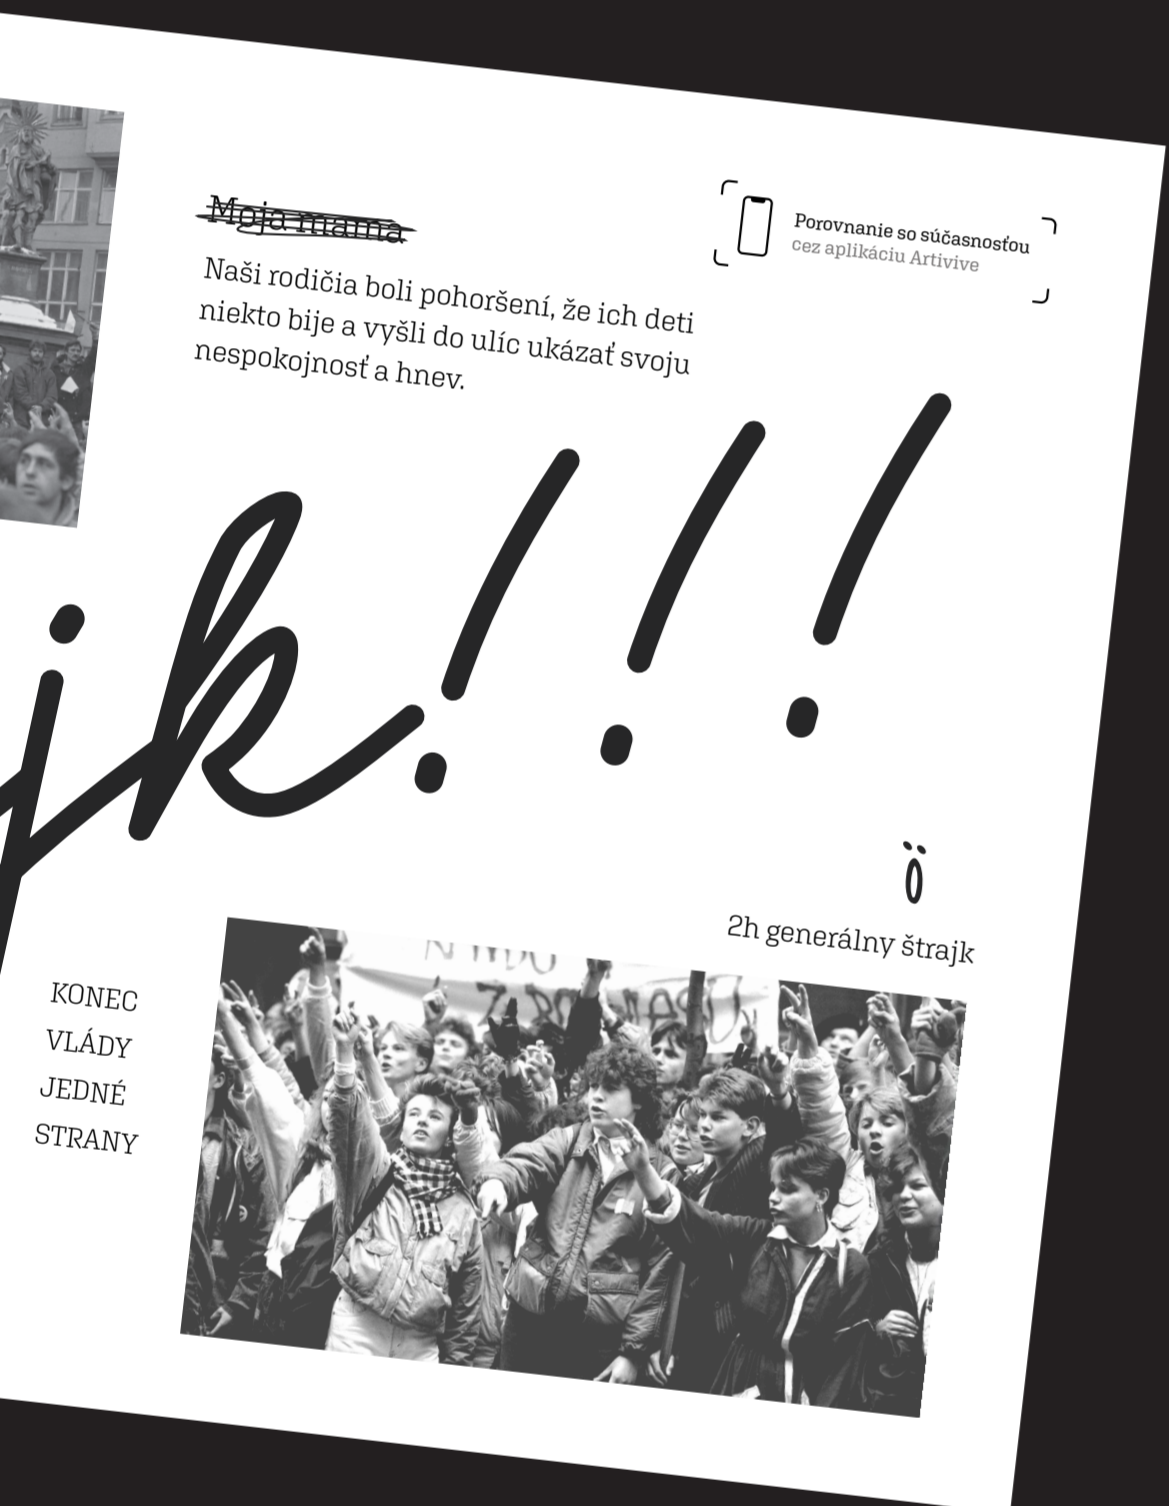 Moja mama
Naši rodičia boli pohoršení, že ich deti
niekto bije a vyšli do ulíc ukázať svoju
nespokojnosť a hnev.
Porovnanie so súčasnosťou
cez aplikáciu Artivive
jk!!!
ö
2h generálny štrajk
KONEC
VLÁDY
JEDNÉ
STRANY